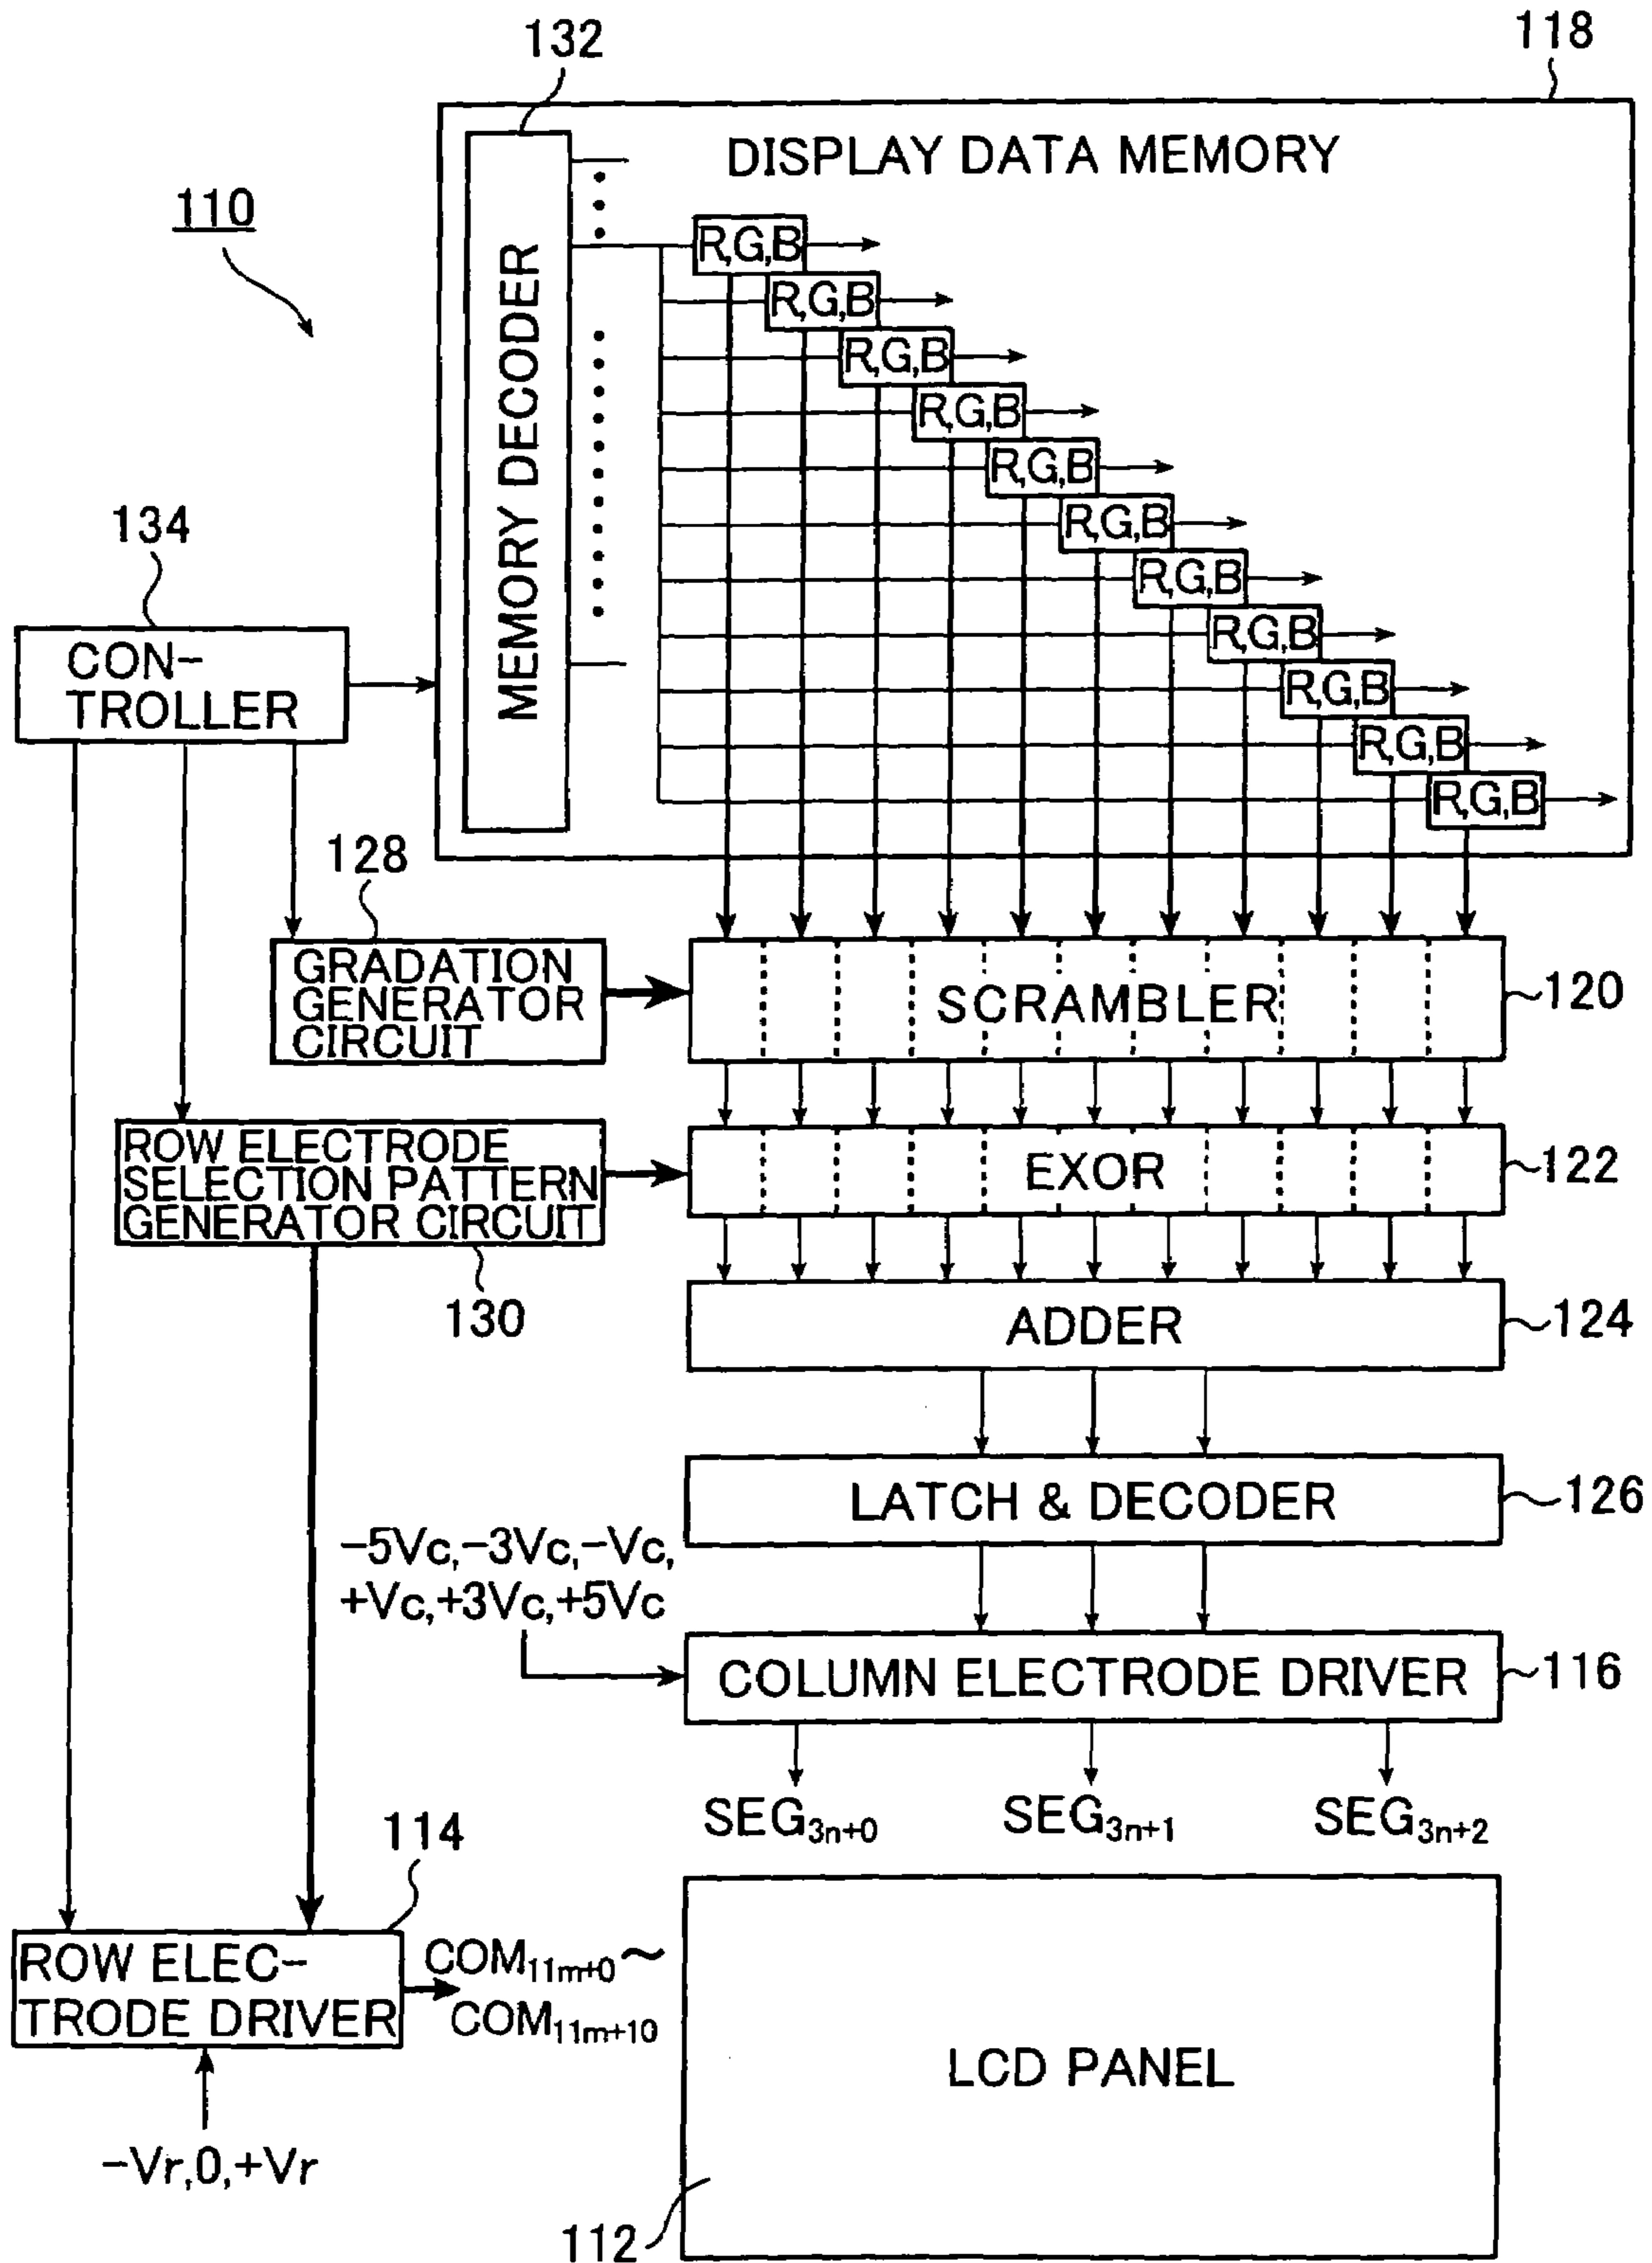 132
118
DISPLAY DATA MEMORY
110
MEMORY DECODER
R,G,B
R,G,B
R,G,B
R,G,B
R,G,B
R,G,B
R,G,B
R,G,B
R,G,B
R,G,B
R,G,B
134
CON-
TROLLER
128
GRADATION
GENERATOR
CIRCUIT
SCRAMBLER
120
ROW ELECTRODE
SELECTION PATTERN
GENERATOR CIRCUIT
EXOR
122
130
ADDER
124
LATCH & DECODER
126
-5Vc,-3Vc,-Vc,
+Vc,+3Vc,+5Vc
COLUMN ELECTRODE DRIVER
116
SEG3n+0
SEG3n+1
SEG3n+2
114
ROW ELEC-
TRODE DRIVER
COM11m+0~
COM11m+10
LCD PANEL
-Vr,0,+Vr
112